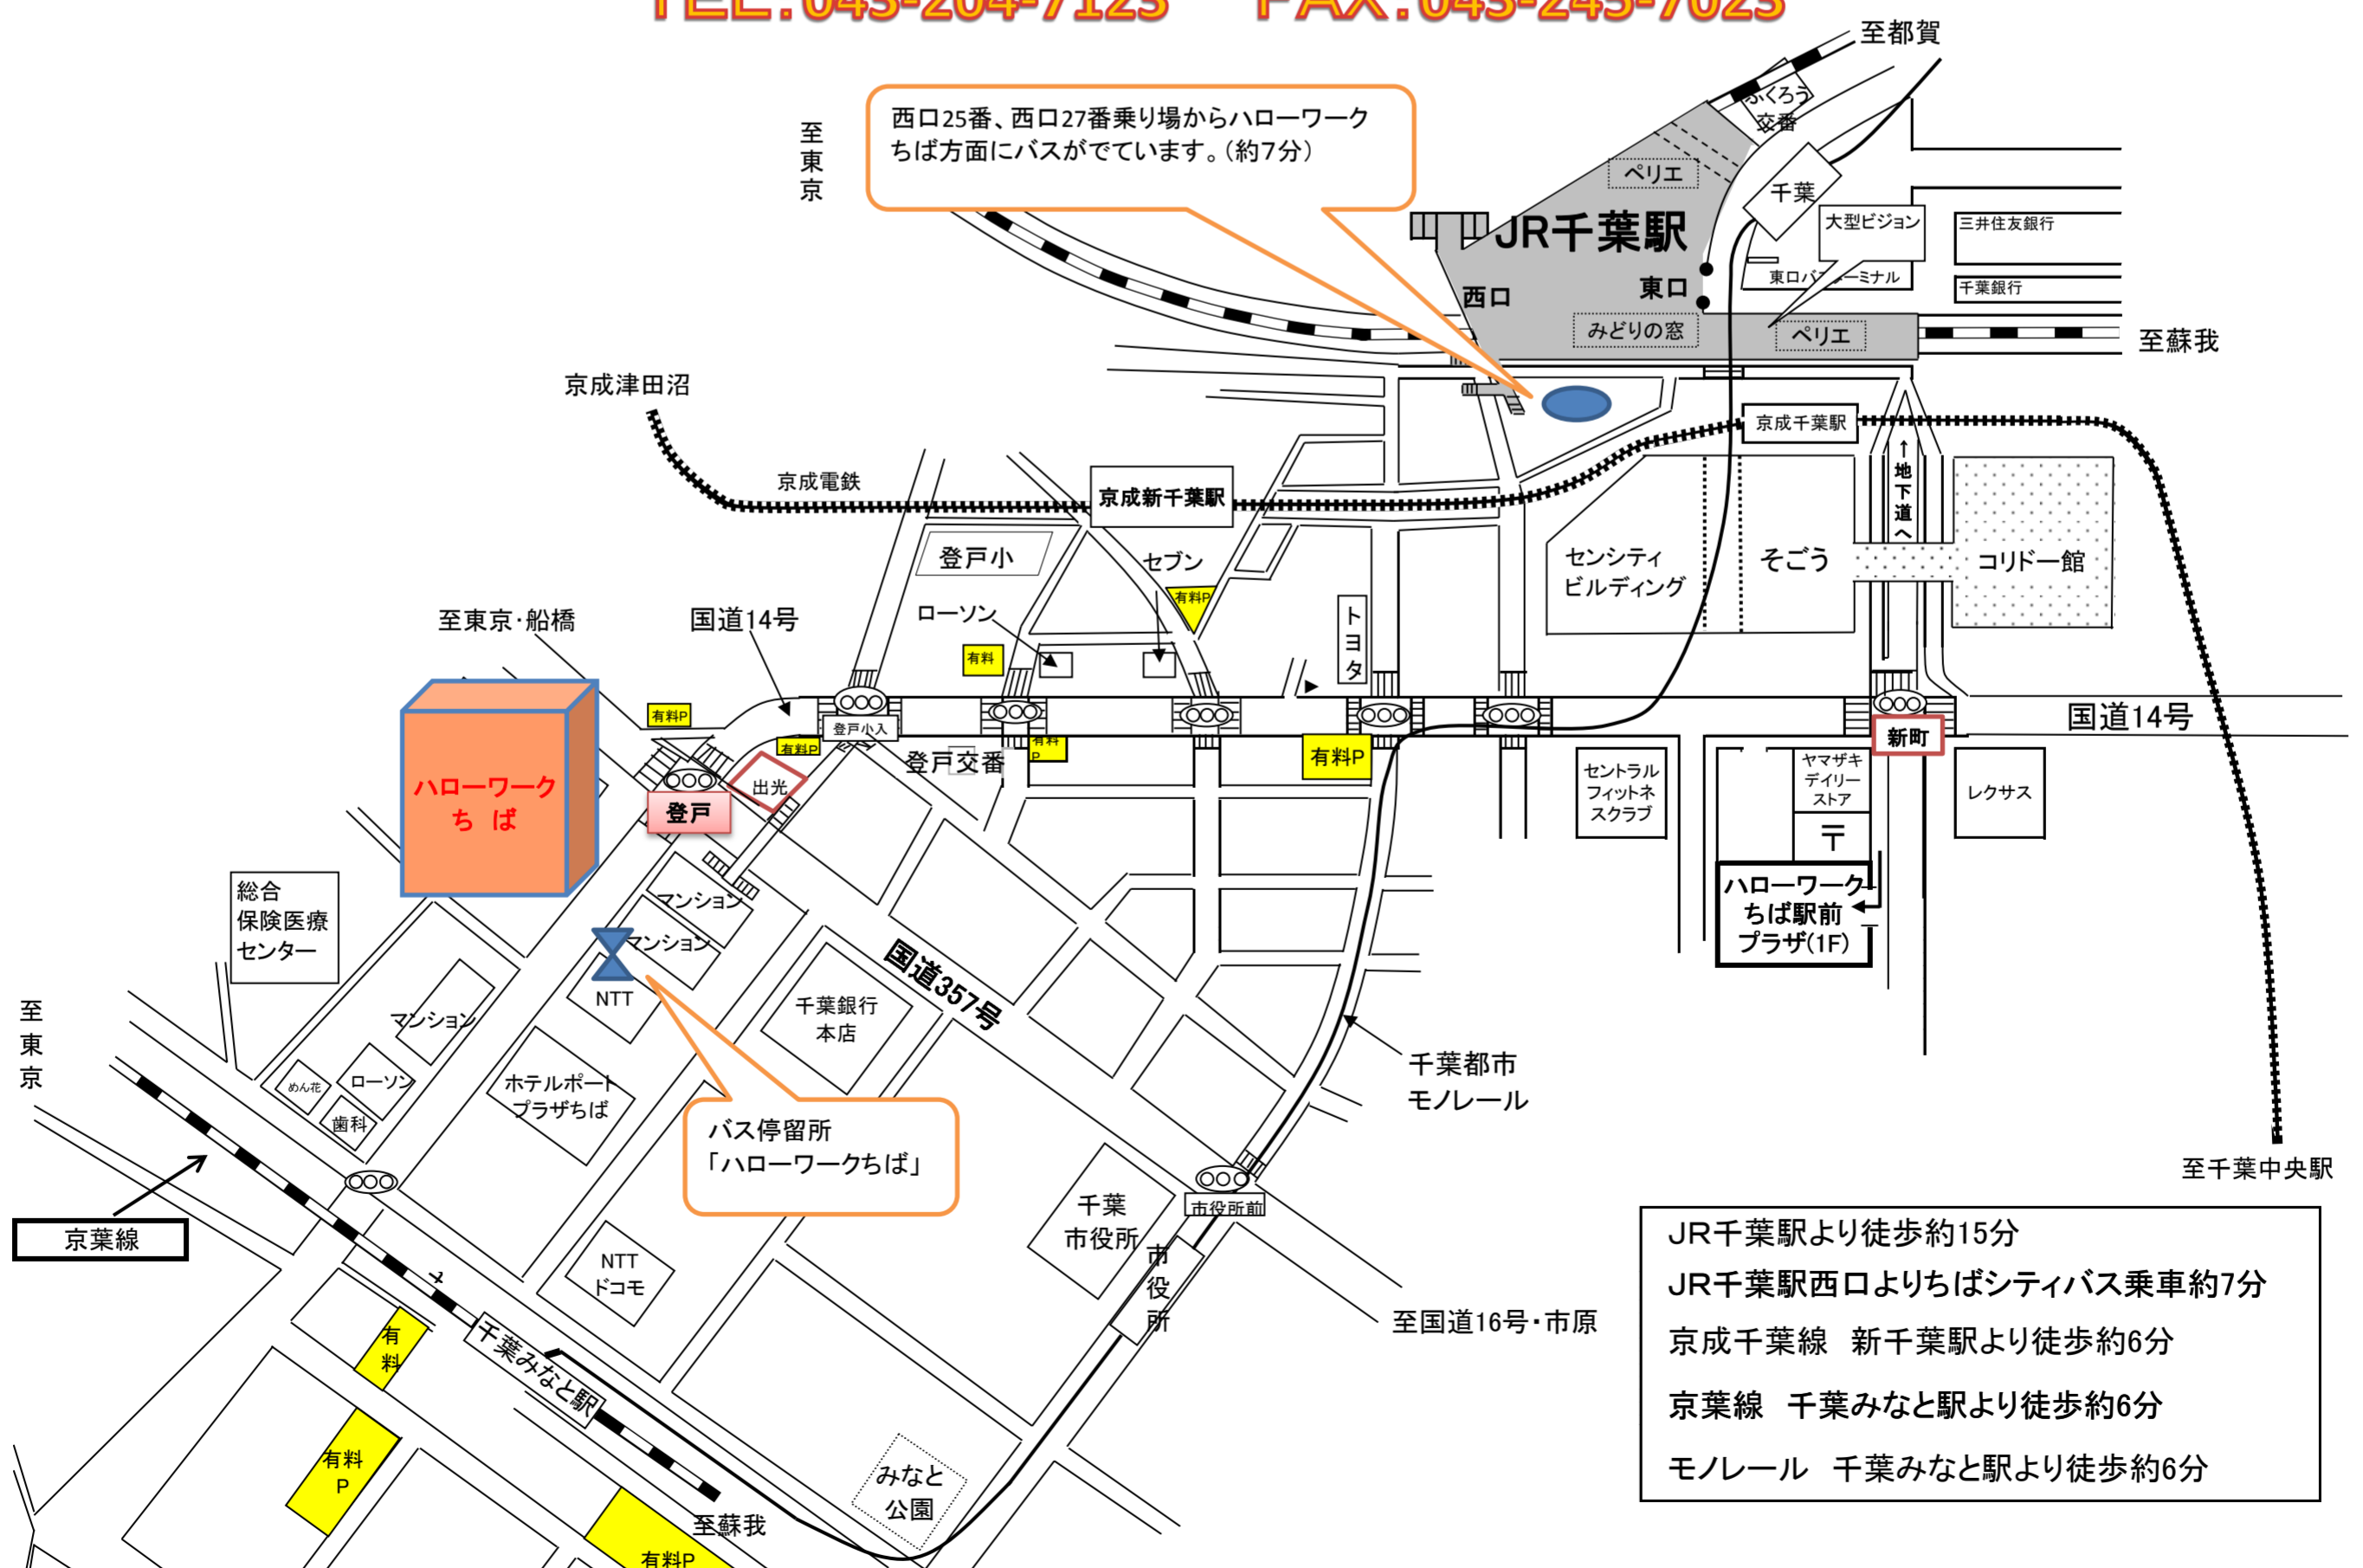 TEL:043-204-7123 FAX:043-245-7023
至都賀
ふくろう
交番
西口25番、西口27番乗り場からハローワーク
ちば方面にバスがでています。(約7分)
至東京
ペリエ
千葉
大型ビジョン
三井住友銀行
JR千葉駅
東口バスターミナル
千葉銀行
西口
東口
みどりの窓
ペリエ
至蘇我
京成津田沼
京成千葉駅
京成電鉄
京成新千葉駅
↑地下道へ
登戸小
セブン
センシティ
ビルディング
そごう
コリドー館
有料P
ローソン
トヨタ
至東京・船橋
国道14号
有料
有料P
登戸小入
国道14号
新町
有料P
登戸交番
有料
P
有料P
ハローワーク
ちば
出光
登戸
セントラル
フィットネ
スクラブ
ヤマザキ
デイリー
ストア
〒
レクサス
ハローワーク
ちば駅前
プラザ(1F)
総合
保険医療
センター
マンション
マンション
国道357号
NTT
千葉銀行
本店
マンション
至東京
めん花
ローソン
歯科
ホテルポート
プラザちば
千葉都市
モノレール
バス停留所
「ハローワークちば」
至千葉中央駅
京葉線
千葉
市役所
市役所前
市役所
NTT
ドコモ
至国道16号・市原
有料
千葉みなと駅
有料
P
みなと
公園
至蘇我
有料P
JR千葉駅より徒歩約15分
JR千葉駅西口よりちばシティバス乗車約7分
京成千葉線 新千葉駅より徒歩約6分
京葉線 千葉みなと駅より徒歩約6分
モノレール 千葉みなと駅より徒歩約6分